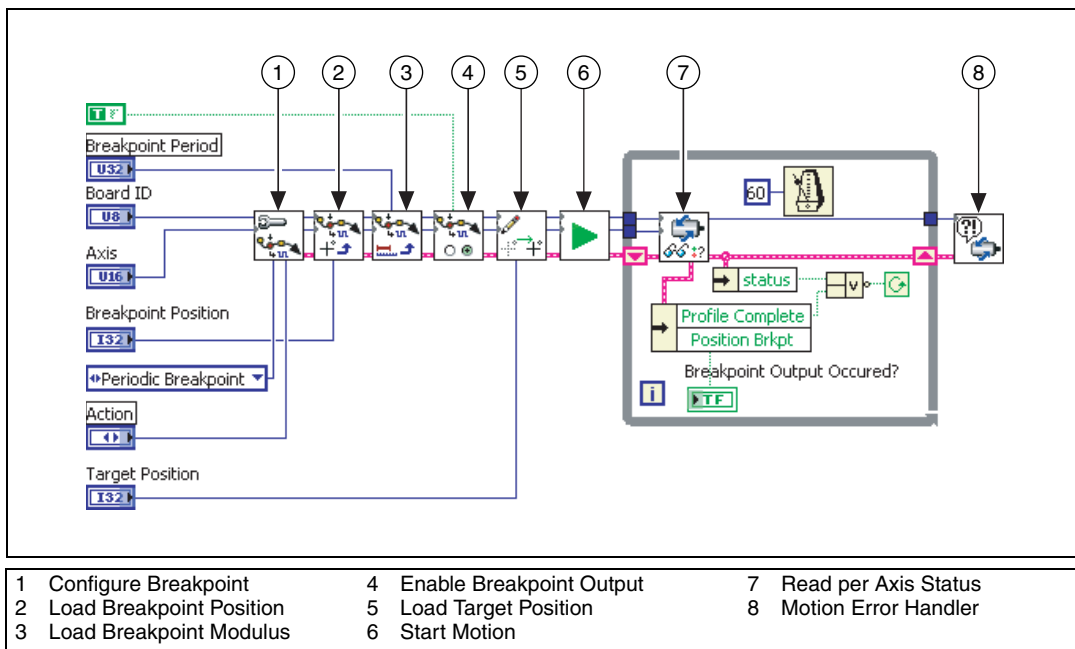 1 2 3 4 5 6 7 8
T F
Breakpoint Period
U32
Board ID
U8
Axis
U16
Breakpoint Position
I32
Periodic Breakpoint
Action
Target Position
I32
60
?!
?
status
v
Profile Complete
Position Brkpt
Breakpoint Output Occured?
TF
i
1 Configure Breakpoint
2 Load Breakpoint Position
3 Load Breakpoint Modulus
4 Enable Breakpoint Output
5 Load Target Position
6 Start Motion
7 Read per Axis Status
8 Motion Error Handler